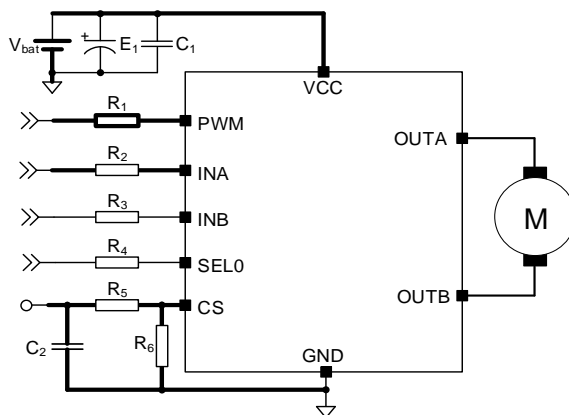 V_bat
E₁
C₁
+
VCC
R₁
PWM
OUTA
R₂
INA
R₃
INB
M
R₄
SEL0
R₅
CS
OUTB
C₂
R₆
GND